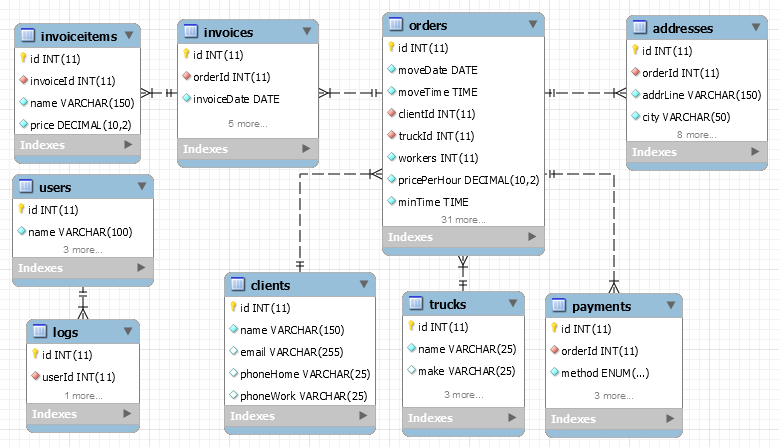 invoiceitems
id INT(11)
invoiceId INT(11)
name VARCHAR(150)
price DECIMAL(10,2)
Indexes
invoices
id INT(11)
orderId INT(11)
invoiceDate DATE
5 more...
Indexes
orders
id INT(11)
moveDate DATE
moveTime TIME
clientId INT(11)
truckId INT(11)
workers INT(11)
pricePerHour DECIMAL(10,2)
minTime TIME
31 more...
Indexes
addresses
id INT(11)
orderId INT(11)
addrLine VARCHAR(150)
city VARCHAR(50)
8 more...
Indexes
users
id INT(11)
name VARCHAR(100)
3 more...
Indexes
logs
id INT(11)
userId INT(11)
1 more...
Indexes
clients
id INT(11)
name VARCHAR(150)
email VARCHAR(255)
phoneHome VARCHAR(25)
phoneWork VARCHAR(25)
Indexes
trucks
id INT(11)
name VARCHAR(25)
make VARCHAR(25)
3 more...
Indexes
payments
id INT(11)
orderId INT(11)
method ENUM(...)
3 more...
Indexes